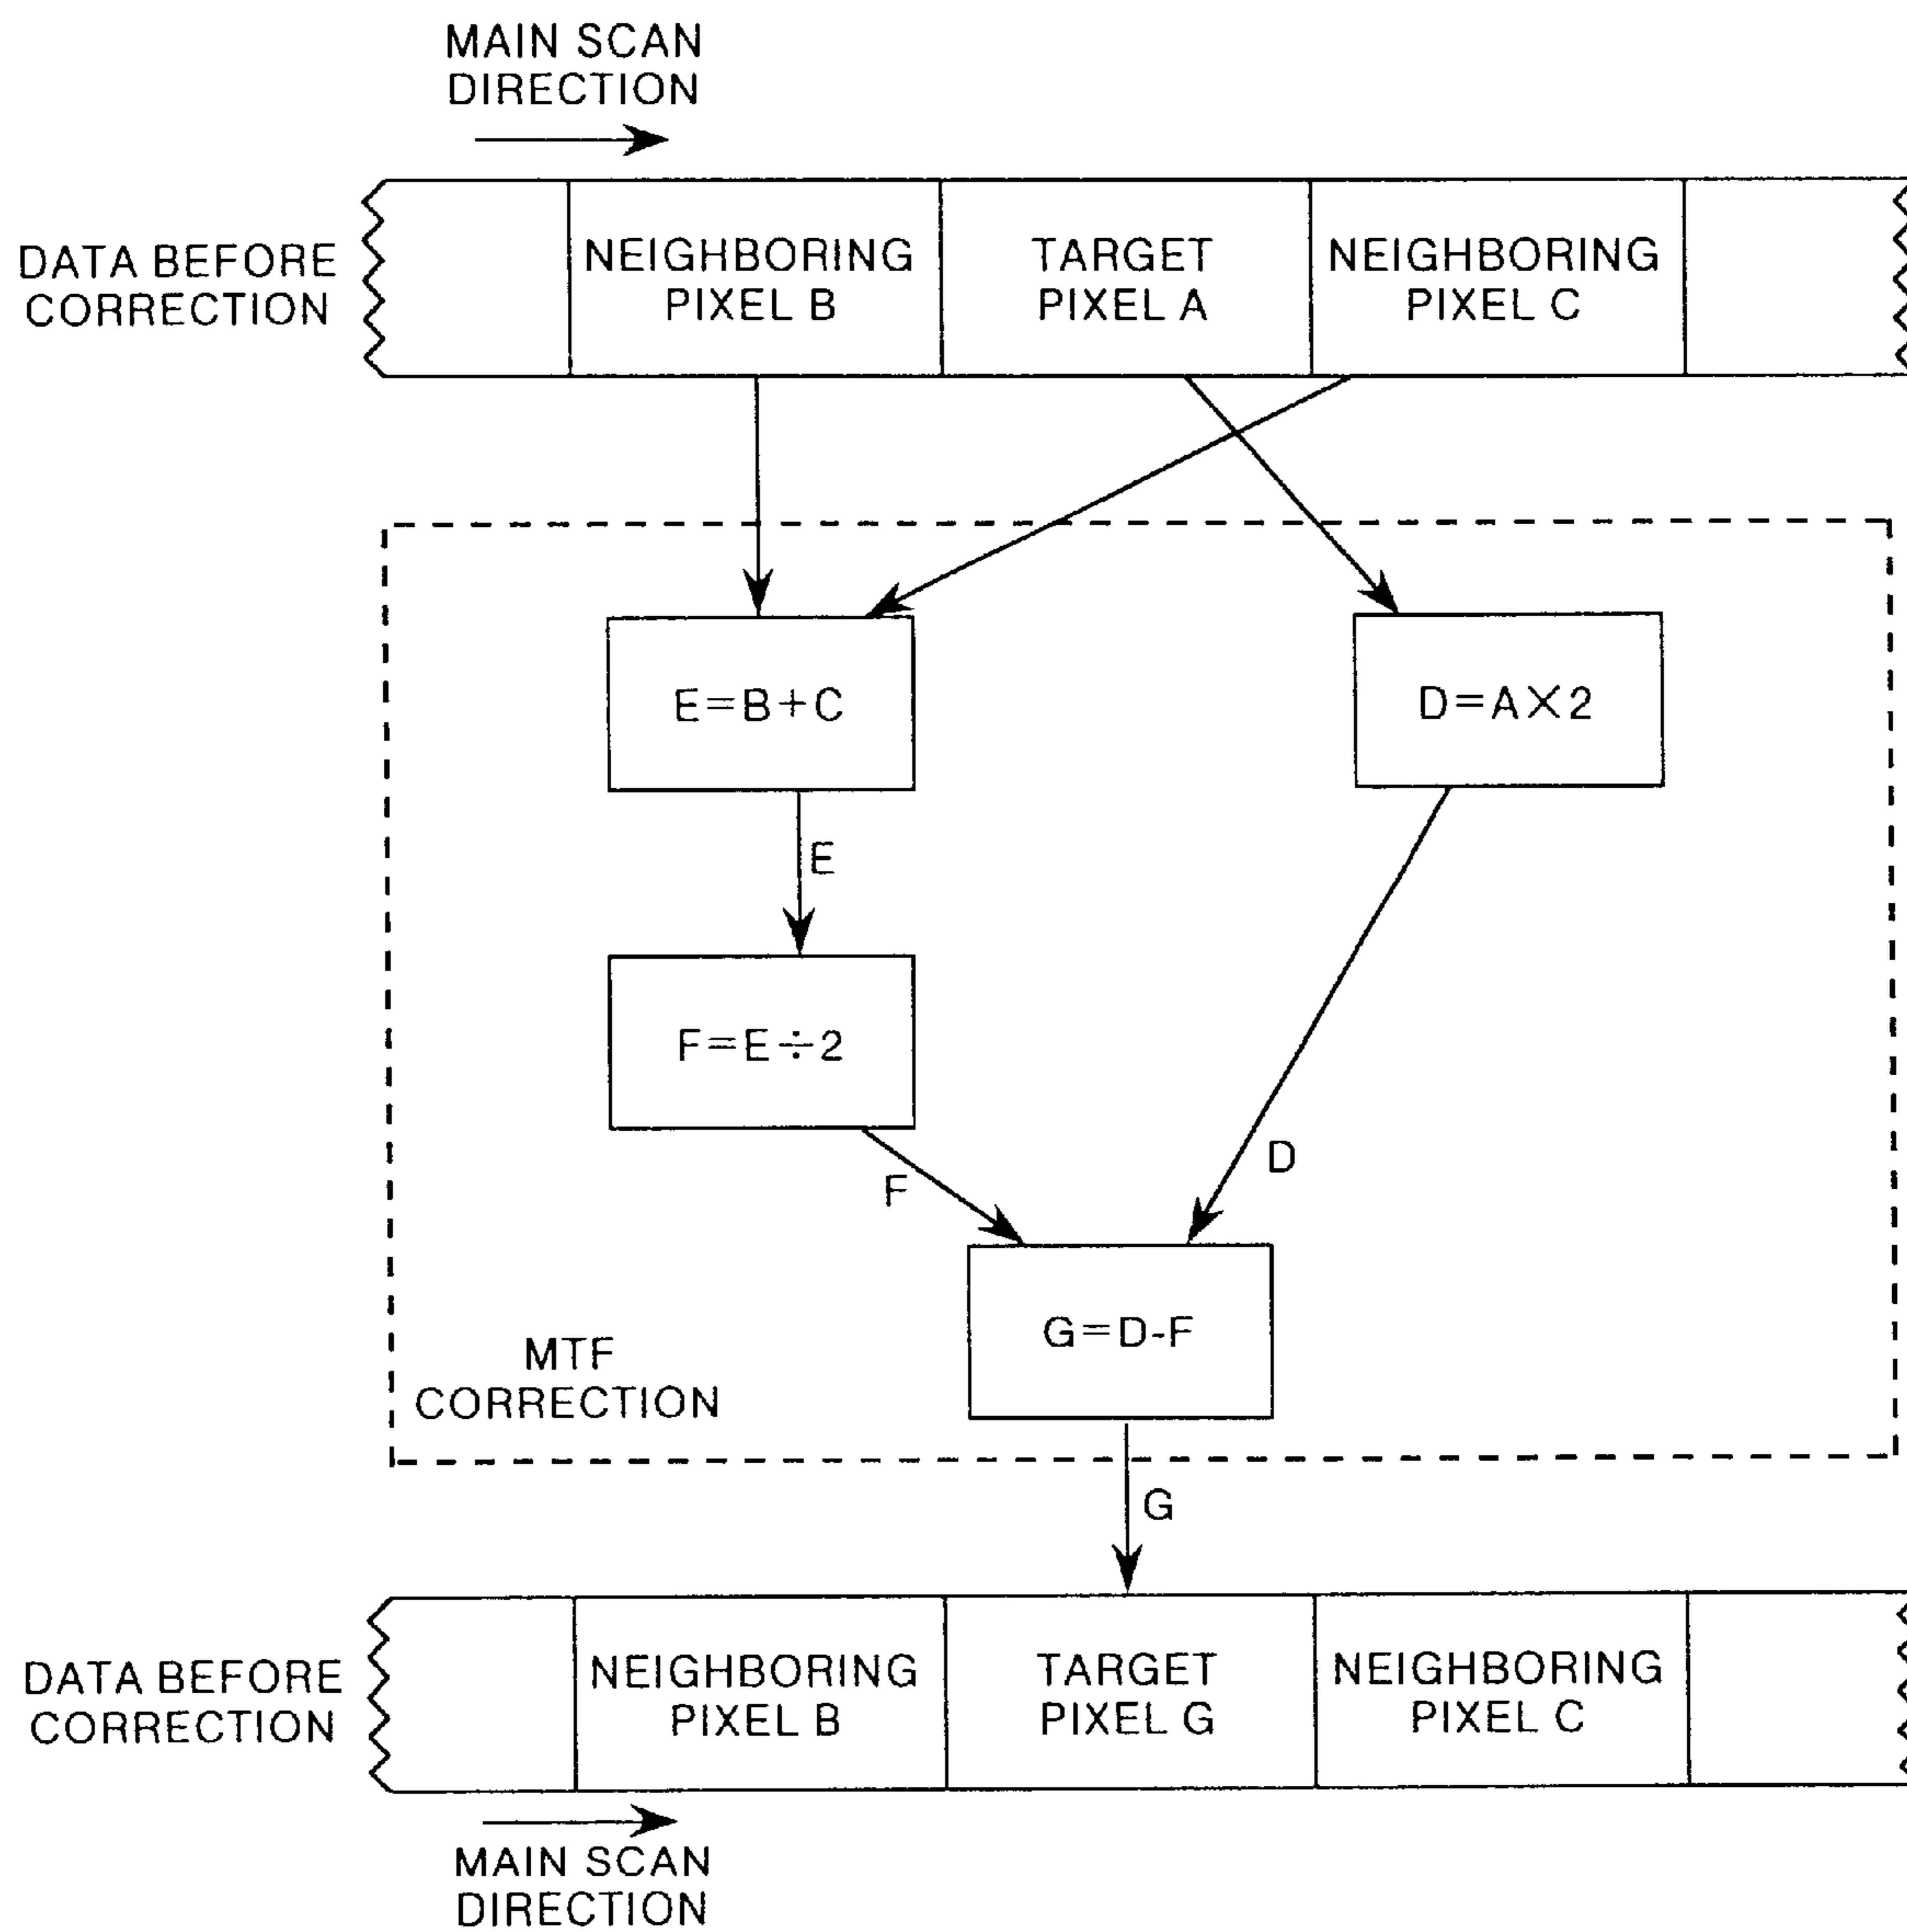 MAIN SCAN
DIRECTION
DATA BEFORE
CORRECTION
NEIGHBORING
PIXEL B
TARGET
PIXEL A
NEIGHBORING
PIXEL C
E=B+C
D=A×2
E
F=E÷2
D
F
G=D-F
MTF
CORRECTION
G
DATA BEFORE
CORRECTION
NEIGHBORING
PIXEL B
TARGET
PIXEL G
NEIGHBORING
PIXEL C
MAIN SCAN
DIRECTION